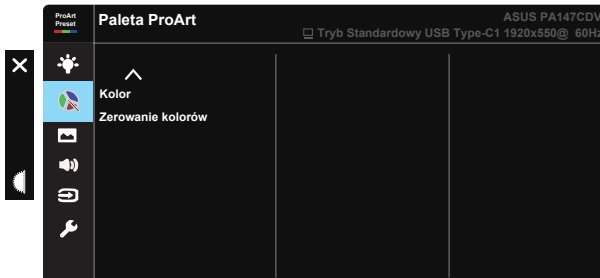 ProArt
Preset
Paleta ProArt
ASUS PA147CDV
Tryb Standardowy USB Type-C1 1920x550@ 60Hz
Kolor
Zerowanie kolorów